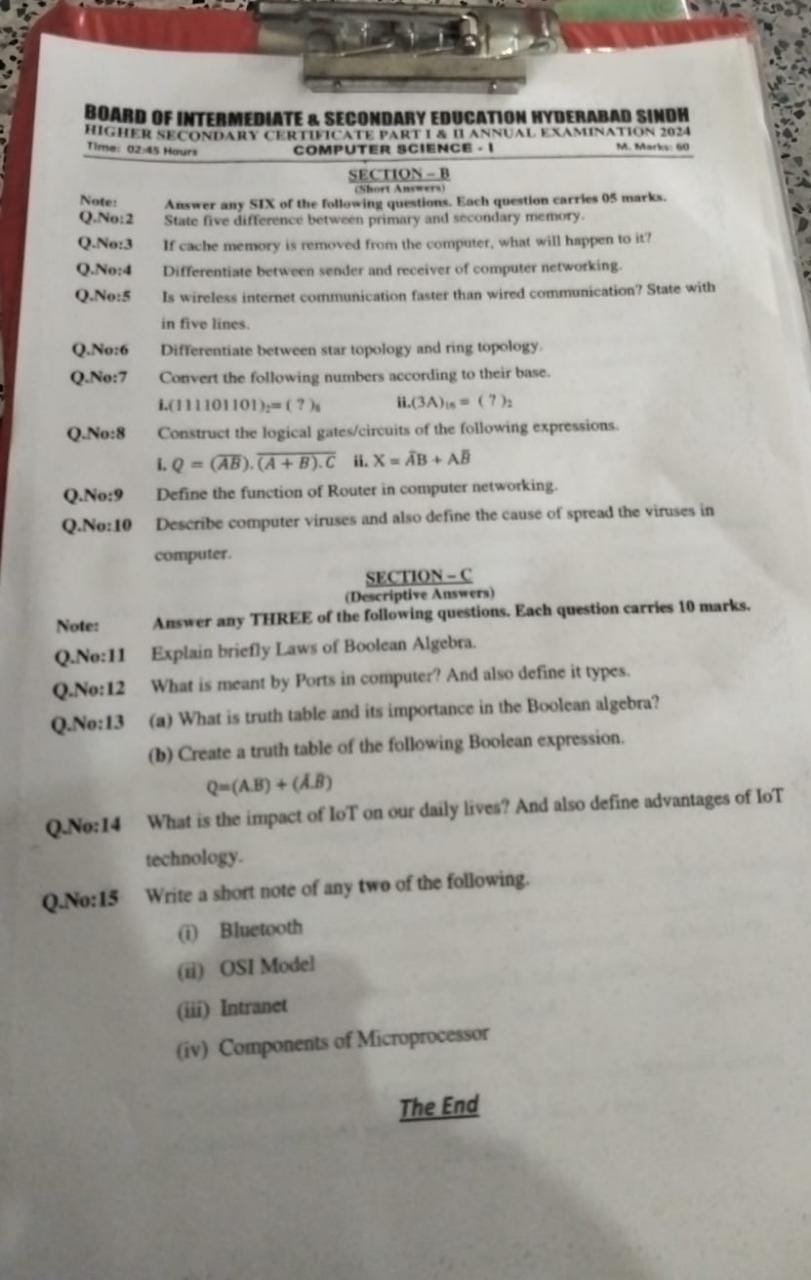 BOARD OF INTERMEDIATE & SECONDARY EDUCATION HYDERABAD SINDH
HIGHER SECONDARY CERTIFICATE PART I & II ANNUAL EXAMINATION 2024
Time: 02:45 Hours COMPUTER SCIENCE - I M. Marks: 60
SECTION – B
(Short Answers)
Note: Answer any SIX of the following questions. Each question carries 05 marks.
Q.No:2 State five difference between primary and secondary memory.
Q.No:3 If cache memory is removed from the computer, what will happen to it?
Q.No:4 Differentiate between sender and receiver of computer networking.
Q.No:5 Is wireless internet communication faster than wired communication? State with
in five lines.
Q.No:6 Differentiate between star topology and ring topology.
Q.No:7 Convert the following numbers according to their base.
i.(111101101)₂= ( ? )₈ ii.(3A)₁₆ = ( ? )₂
Q.No:8 Construct the logical gates/circuits of the following expressions.
i. Q = (A̅B̅). (A̅ ̅+̅ ̅B̅)̅.̅C̅ ii. X = A̅B + AB̅
Q.No:9 Define the function of Router in computer networking.
Q.No:10 Describe computer viruses and also define the cause of spread the viruses in
computer.
SECTION – C
(Descriptive Answers)
Note: Answer any THREE of the following questions. Each question carries 10 marks.
Q.No:11 Explain briefly Laws of Boolean Algebra.
Q.No:12 What is meant by Ports in computer? And also define it types.
Q.No:13 (a) What is truth table and its importance in the Boolean algebra?
(b) Create a truth table of the following Boolean expression.
Q=(A.B) + (A̅.B̅)
Q.No:14 What is the impact of IoT on our daily lives? And also define advantages of IoT
technology.
Q.No:15 Write a short note of any two of the following.
(i) Bluetooth
(ii) OSI Model
(iii) Intranet
(iv) Components of Microprocessor
The End